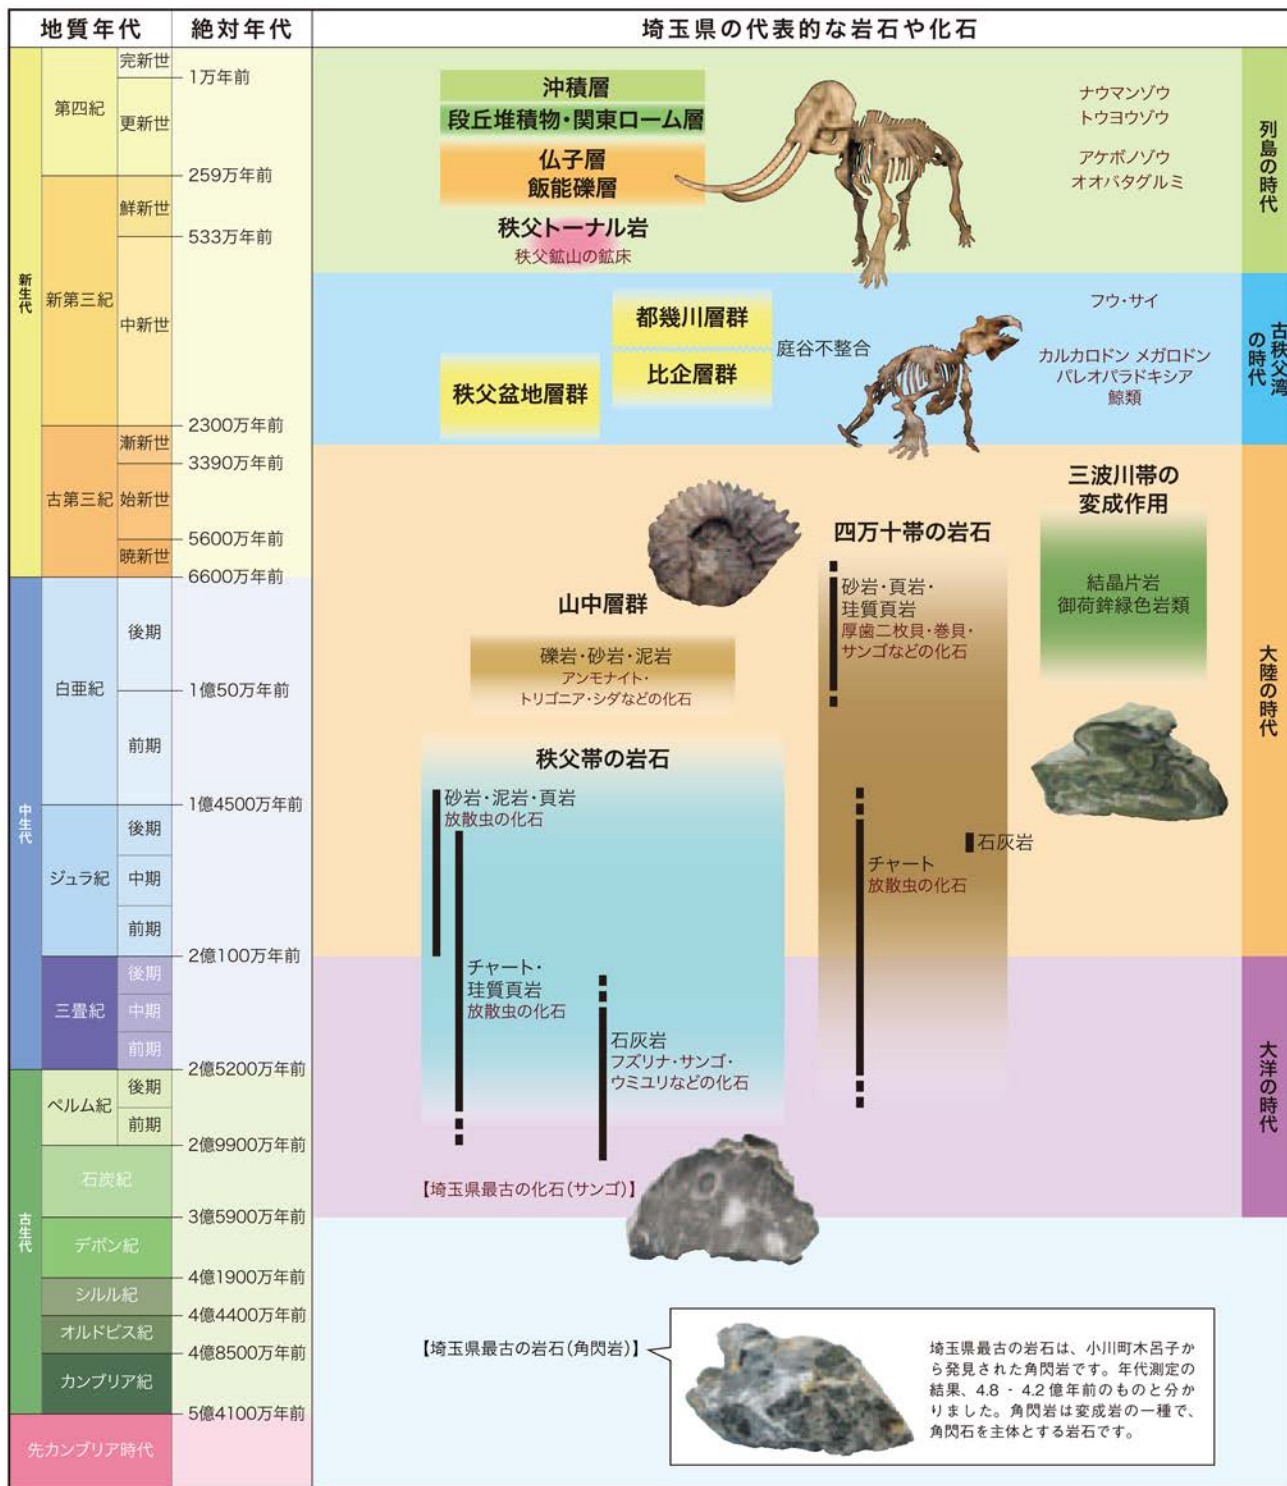 地質年代
絶対年代
埼玉県の代表的な岩石や化石
新生代
第四紀
完新世
更新世
新第三紀
鮮新世
中新世
古第三紀
漸新世
始新世
暁新世
中生代
白亜紀
後期
前期
ジュラ紀
後期
中期
前期
三畳紀
後期
中期
前期
古生代
ペルム紀
後期
前期
石炭紀
デボン紀
シルル紀
オルドビス紀
カンブリア紀
先カンブリア時代
1万年前
259万年前
533万年前
2300万年前
3390万年前
5600万年前
6600万年前
1億50万年前
1億4500万年前
2億100万年前
2億5200万年前
2億9900万年前
3億5900万年前
4億1900万年前
4億4400万年前
4億8500万年前
5億4100万年前
沖積層
段丘堆積物・関東ローム層
仏子層
飯能礫層
秩父トーナル岩
秩父鉱山の鉱床
ナウマンゾウ
トウヨウゾウ
アケボノゾウ
オオバタグルミ
列島の時代
都幾川層群
庭谷不整合
比企層群
秩父盆地層群
フウ・サイ
カルカロドン メガロドン
パレオパラドキシア
鯨類
古秩父湾
の時代
山中層群
礫岩・砂岩・泥岩
アンモナイト・
トリゴニア・シダなどの化石
四万十帯の岩石
砂岩・頁岩・
珪質頁岩
厚歯二枚貝・巻貝・
サンゴなどの化石
三波川帯の
変成作用
結晶片岩
御荷鉾緑色岩類
大陸の時代
秩父帯の岩石
砂岩・泥岩・頁岩
放散虫の化石
チャート・
珪質頁岩
放散虫の化石
石灰岩
フズリナ・サンゴ・
ウミユリなどの化石
チャート
放散虫の化石
石灰岩
大洋の時代
【埼玉県最古の化石(サンゴ)】
【埼玉県最古の岩石(角閃岩)】
埼玉県最古の岩石は、小川町木呂子
から発見された角閃岩です。年代測定の
結果、4.8 - 4.2 億年前のものと分か
りました。角閃岩は変成岩の一種で、
角閃石を主体とする岩石です。